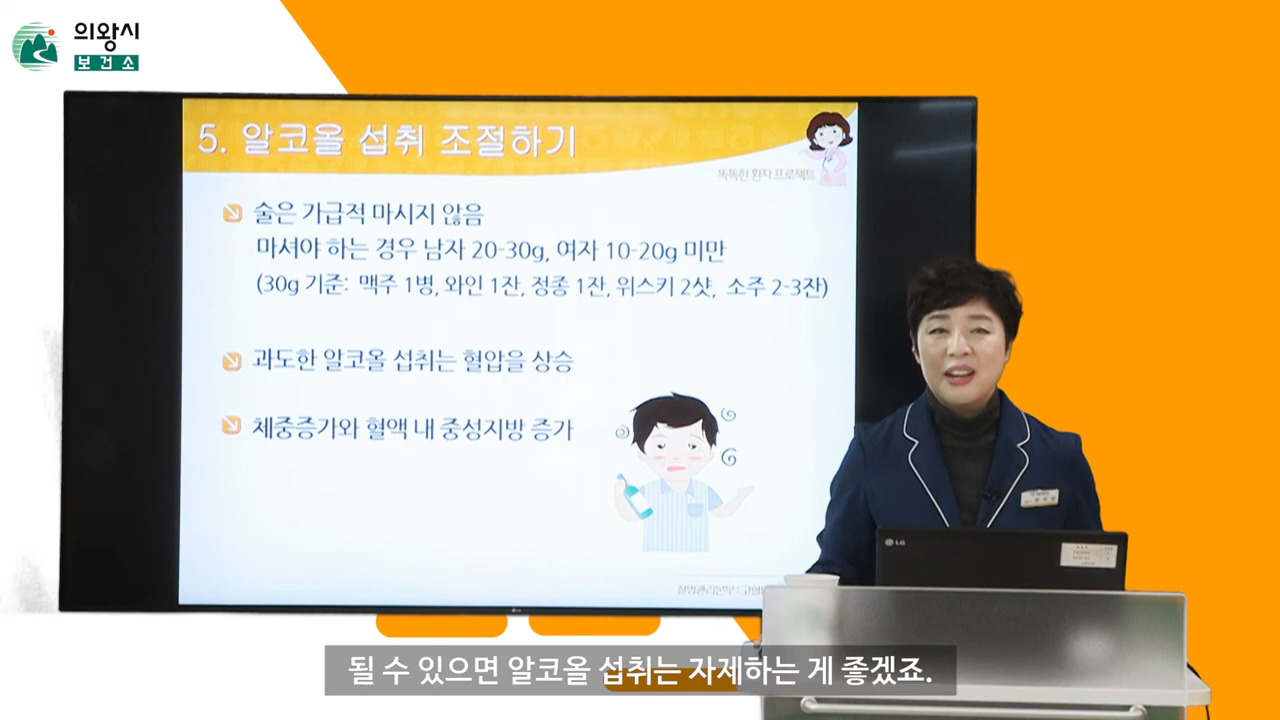 의왕시
보건소
5. 알코올 섭취 조절하기
똑똑한 환자 프로젝트
술은 가급적 마시지 않음
마셔야 하는 경우 남자 20-30g, 여자 10-20g 미만
(30g 기준: 맥주 1병, 와인 1잔, 정종 1잔, 위스키 2샷, 소주 2-3잔)
과도한 알코올 섭취는 혈압을 상승
체중증가와 혈액 내 중성지방 증가
LG
될 수 있으면 알코올 섭취는 자제하는 게 좋겠죠.